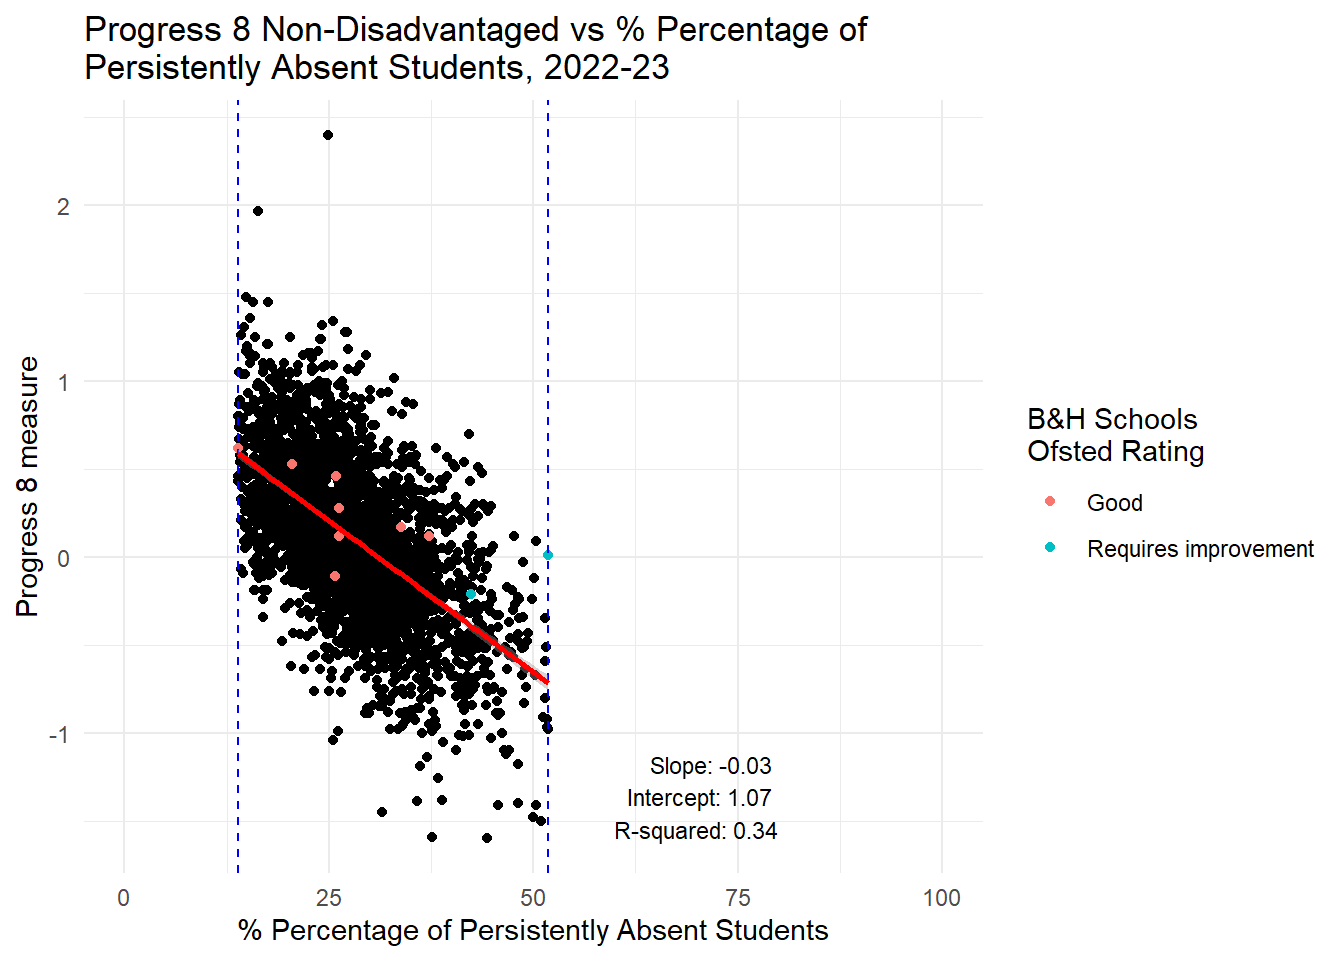 Progress 8 Non-Disadvantaged vs % Percentage of
Persistently Absent Students, 2022-23
Progress 8 measure
2
1
0
-1
Slope: -0.03
Intercept: 1.07
R-squared: 0.34
0
25
50
75
100
% Percentage of Persistently Absent Students
B&H Schools
Ofsted Rating
Good
Requires improvement